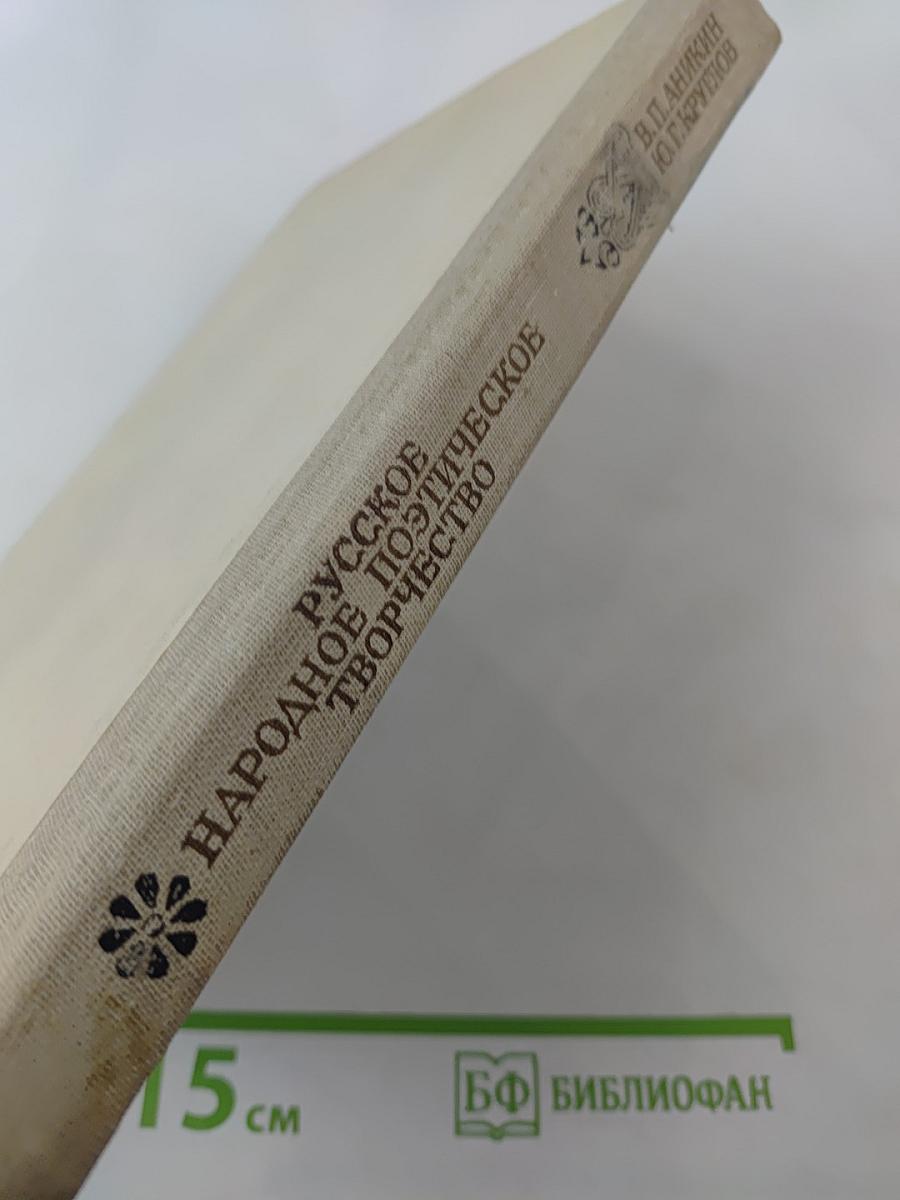 В.П.АНИКИН
Ю.Г.КРУГЛОВ
РУССКОЕ
НАРОДНОЕ ПОЭТИЧЕСКОЕ
ТВОРЧЕСТВО
15 см
БФ БИБЛИОФАН